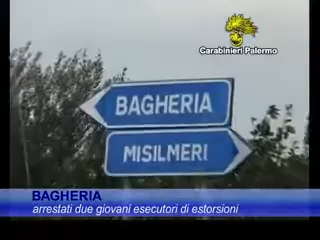 Carabinieri Palermo
BAGHERIA
MISILMERI
BAGHERIA
arrestati due giovani esecutori di estorsioni